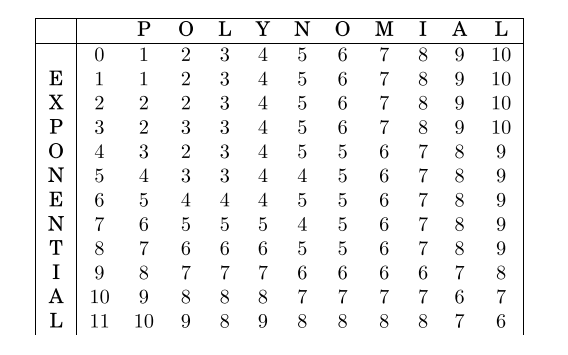 P O L Y N O M I A L
0 1 2 3 4 5 6 7 8 9 10
E 1 1 2 3 4 5 6 7 8 9 10
X 2 2 2 3 4 5 6 7 8 9 10
P 3 2 3 3 4 5 6 7 8 9 10
O 4 3 2 3 4 5 5 6 7 8 9
N 5 4 3 3 4 4 5 6 7 8 9
E 6 5 4 4 4 5 5 6 7 8 9
N 7 6 5 5 5 4 5 6 7 8 9
T 8 7 6 6 6 5 5 6 7 8 9
I 9 8 7 7 7 6 6 6 6 7 8
A 10 9 8 8 8 7 7 7 7 6 7
L 11 10 9 8 9 8 8 8 8 7 6